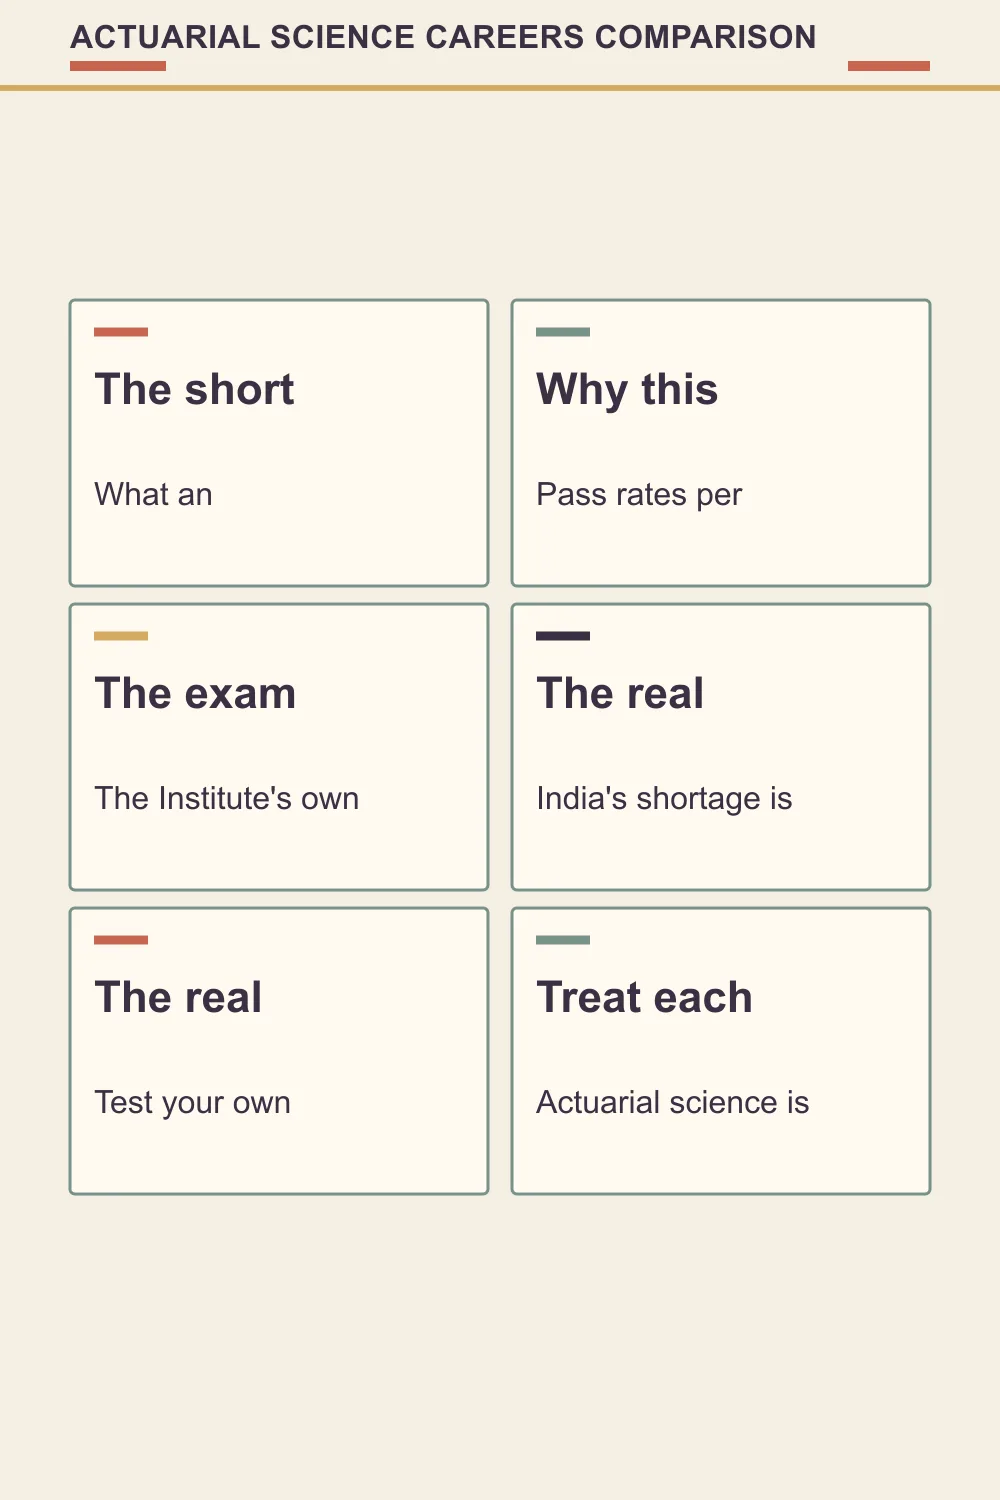 ACTUARIAL SCIENCE CAREERS COMPARISON
The short
What an
Why this
Pass rates per
The exam
The Institute's own
The real
India's shortage is
The real
Test your own
Treat each
Actuarial science is